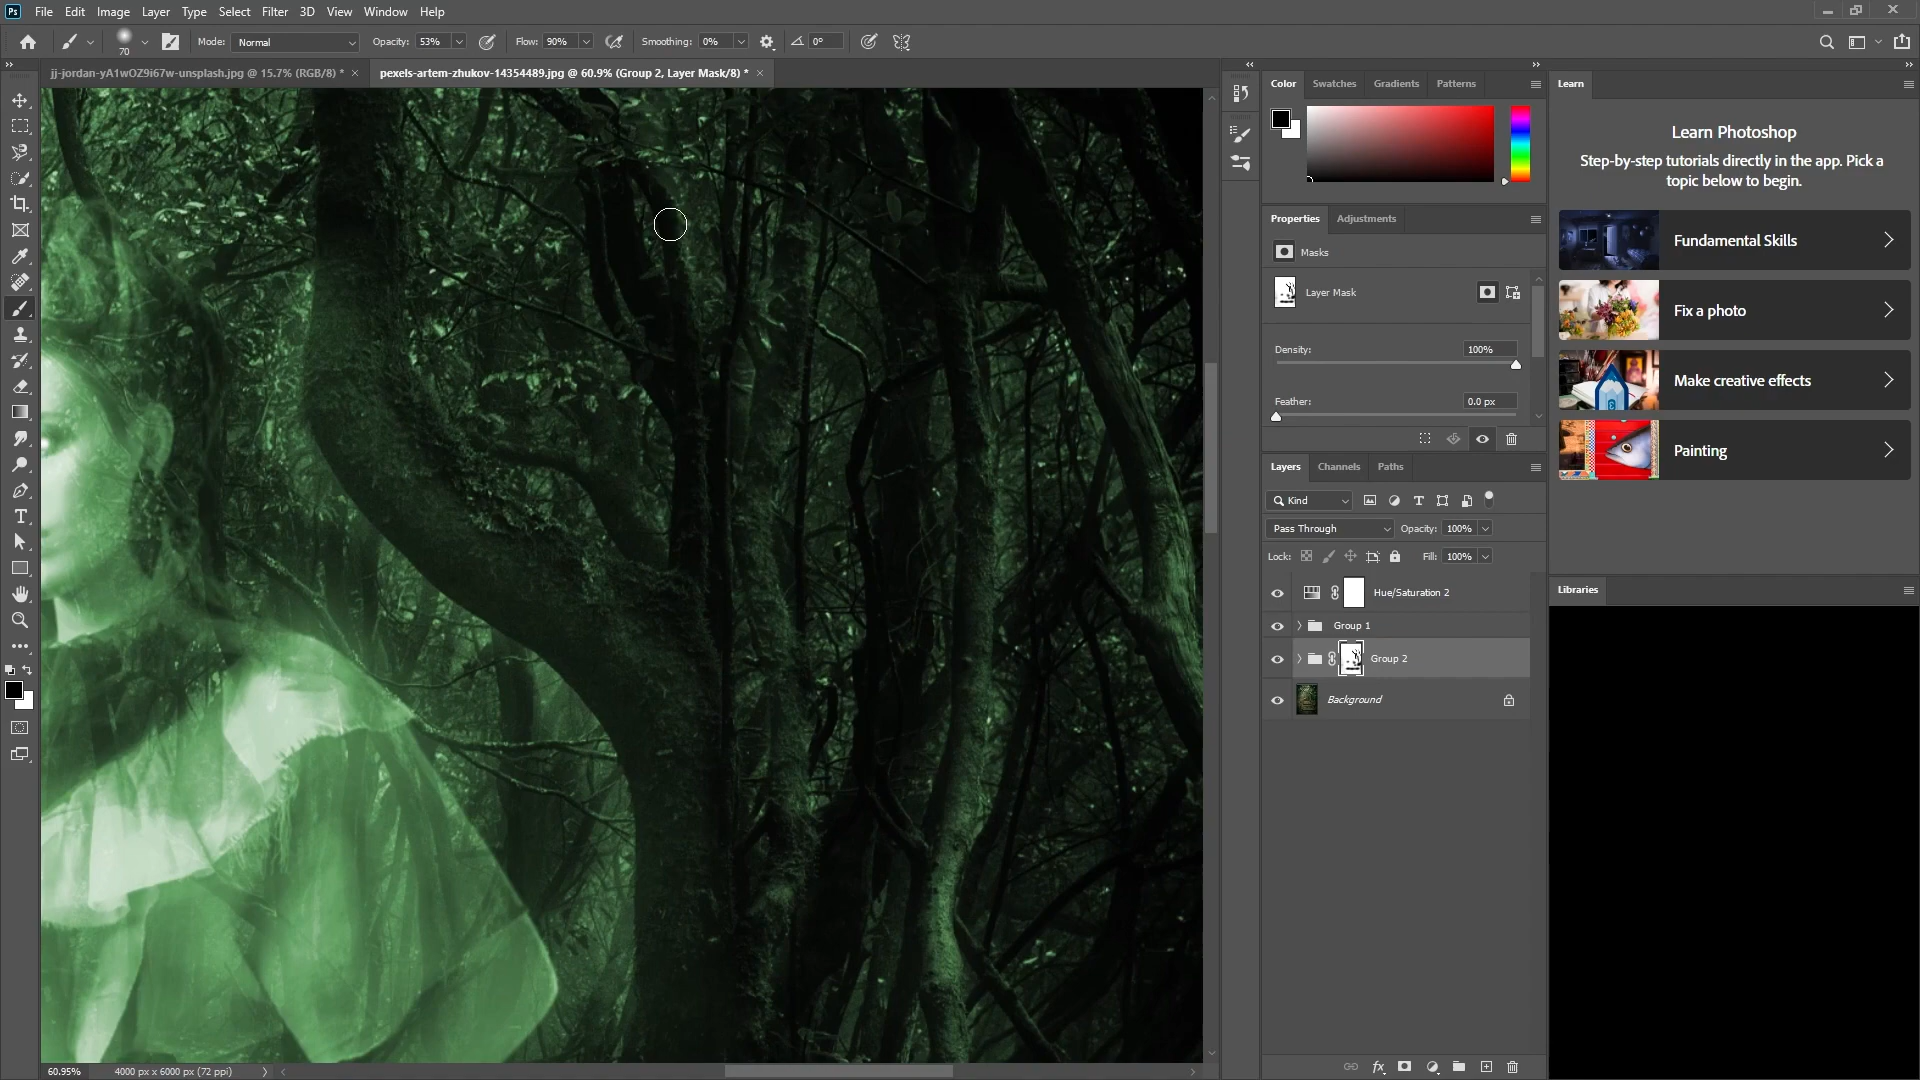 Ps File Edit Image Layer Type Select Filter 3D View Window Help
70 Mode: Normal Opacity: 53% Flow: 90% Smoothing: 0% 0°
jj-jordan-yA1wOZ9i67w-unsplash.jpg @ 15.7% (RGB/8) * × pexels-artem-zhukov-14354489.jpg @ 60.9% (Group 2, Layer Mask/8) * ×
Color Swatches Gradients Patterns
Properties Adjustments
Masks
Layer Mask
Density: 100%
Feather: 0.0 px
Layers Channels Paths
Kind
Pass Through Opacity: 100%
Lock: Fill: 100%
Hue/Saturation 2
Group 1
Group 2
Background
Learn
Learn Photoshop
Step-by-step tutorials directly in the app. Pick a
topic below to begin.
Fundamental Skills
Fix a photo
Make creative effects
Painting
Libraries
60.95% 4000 px x 6000 px (72 ppi)